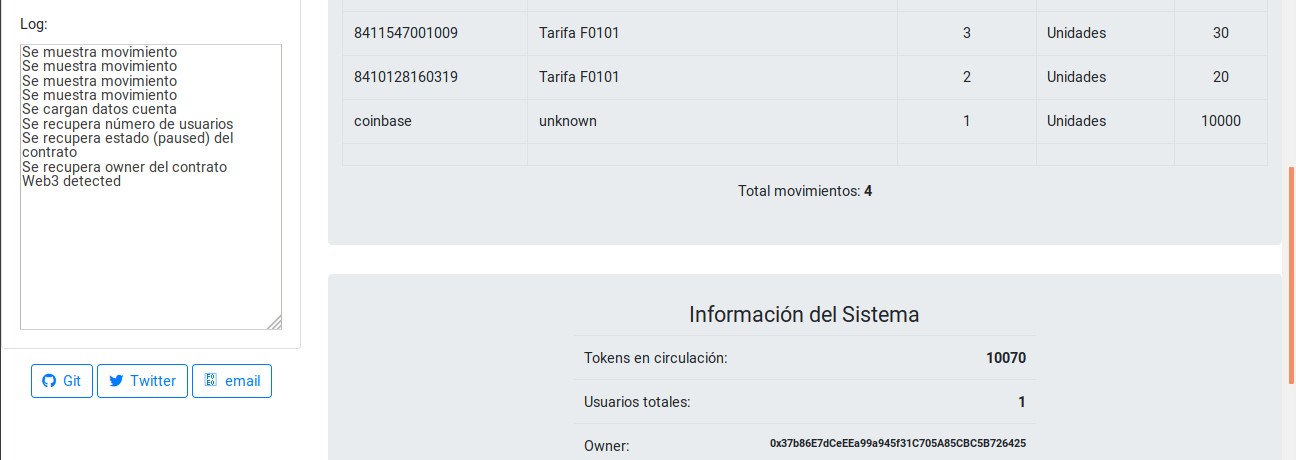 Log:
Se muestra movimiento
Se muestra movimiento
Se muestra movimiento
Se muestra movimiento
Se cargan datos cuenta
Se recupera número de usuarios
Se recupera estado (paused) del
contrato
Se recupera owner del contrato
Web3 detected
Git Twitter email
8411547001009 Tarifa F0101 3 Unidades 30
8410128160319 Tarifa F0101 2 Unidades 20
coinbase unknown 1 Unidades 10000
Total movimientos: 4
Información del Sistema
Tokens en circulación: 10070
Usuarios totales: 1
Owner: 0x37b86E7dCeEEa99a945f31C705A85CBC5B726425